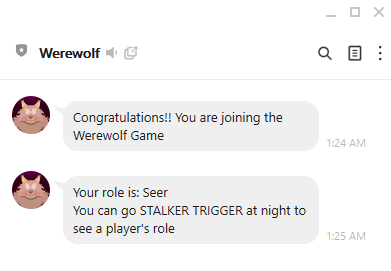 Werewolf
Congratulations!! You are joining the
Werewolf Game
1:24 AM
Your role is: Seer
You can go STALKER TRIGGER at night to
see a player's role
1:25 AM